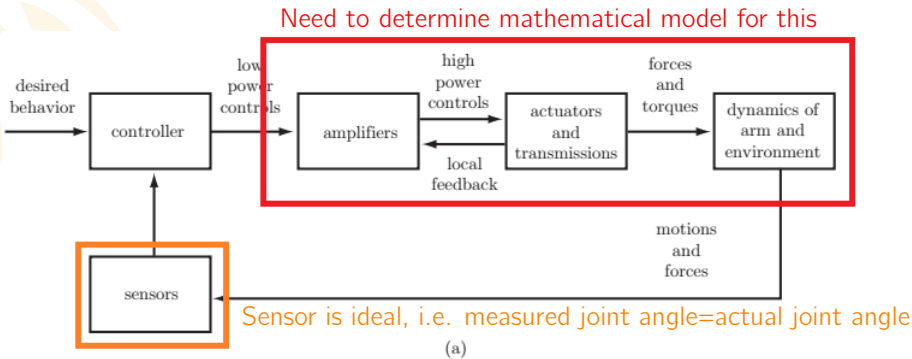 Need to determine mathematical model for this
desired
behavior
controller
low
power
controls
amplifiers
high
power
controls
local
feedback
actuators
and
transmissions
forces
and
torques
dynamics of
arm and
environment
motions
and
forces
sensors
Sensor is ideal, i.e. measured joint angle=actual joint angle
(a)